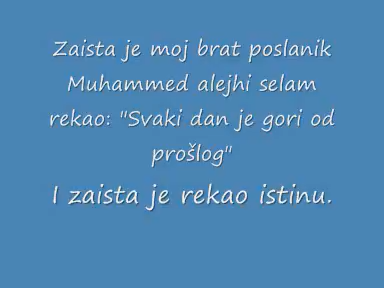 Zaista je moj brat poslanik
Muhammed alejhi selam
rekao: "Svaki dan je gori od
prošlog"
I zaista je rekao istinu.